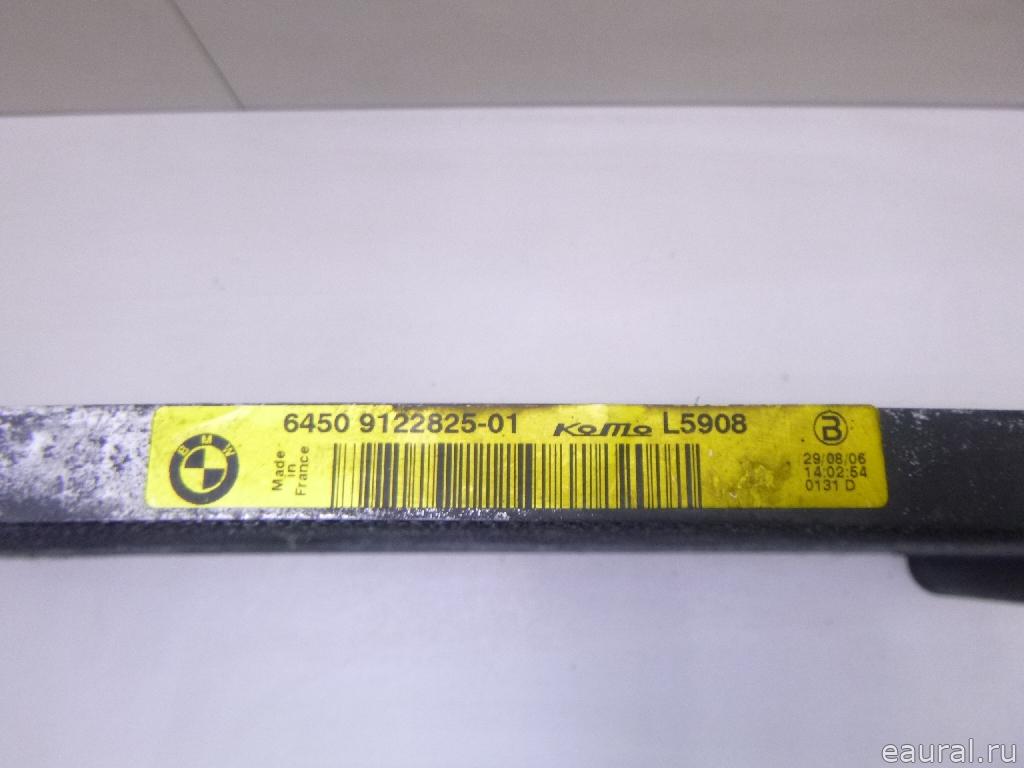 6450 9122825-01 KoMo L5908
BMW
Made
in
France
B
29/08/06
14:02:54
0131 D
eaural.ru